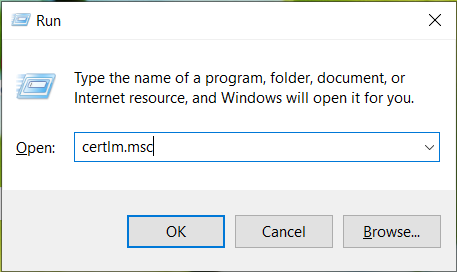 Run
Type the name of a program, folder, document, or
Internet resource, and Windows will open it for you.
Open: certlm.msc
OK Cancel Browse...